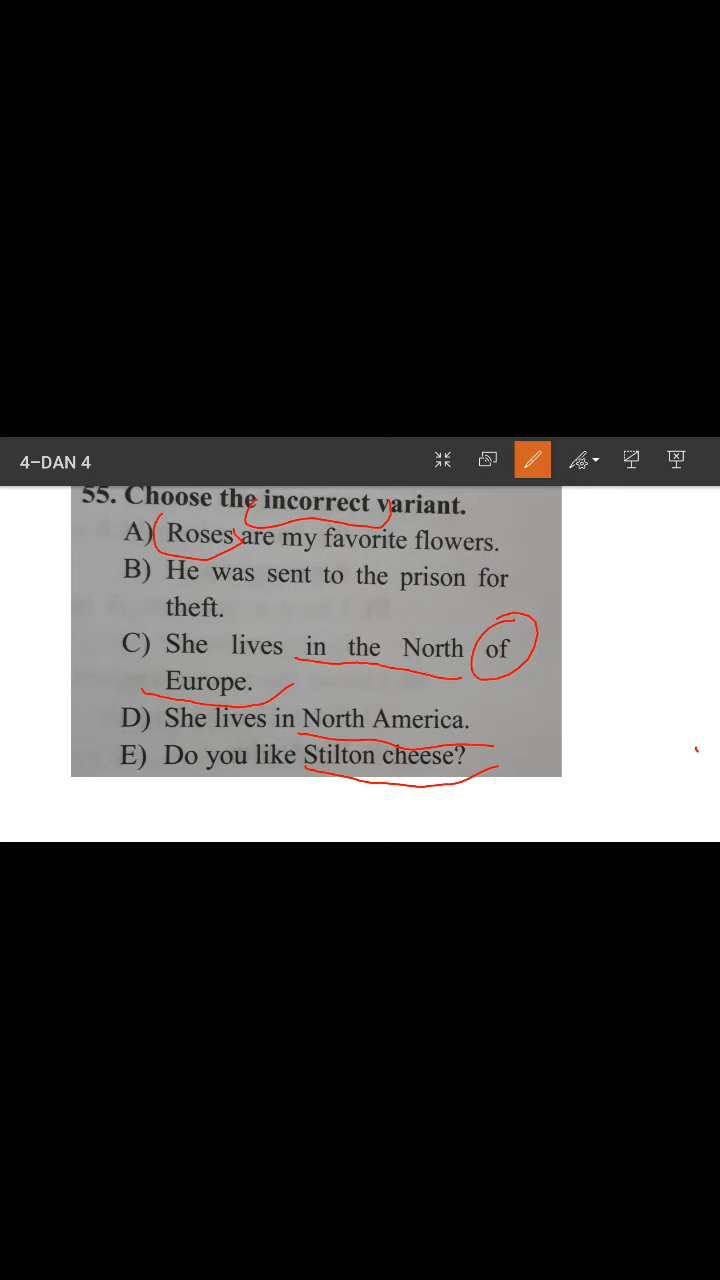 4–DAN 4
55. Choose the incorrect variant.
A) Roses are my favorite flowers.
B) He was sent to the prison for
theft.
C) She lives in the North of
Europe.
D) She lives in North America.
E) Do you like Stilton cheese?